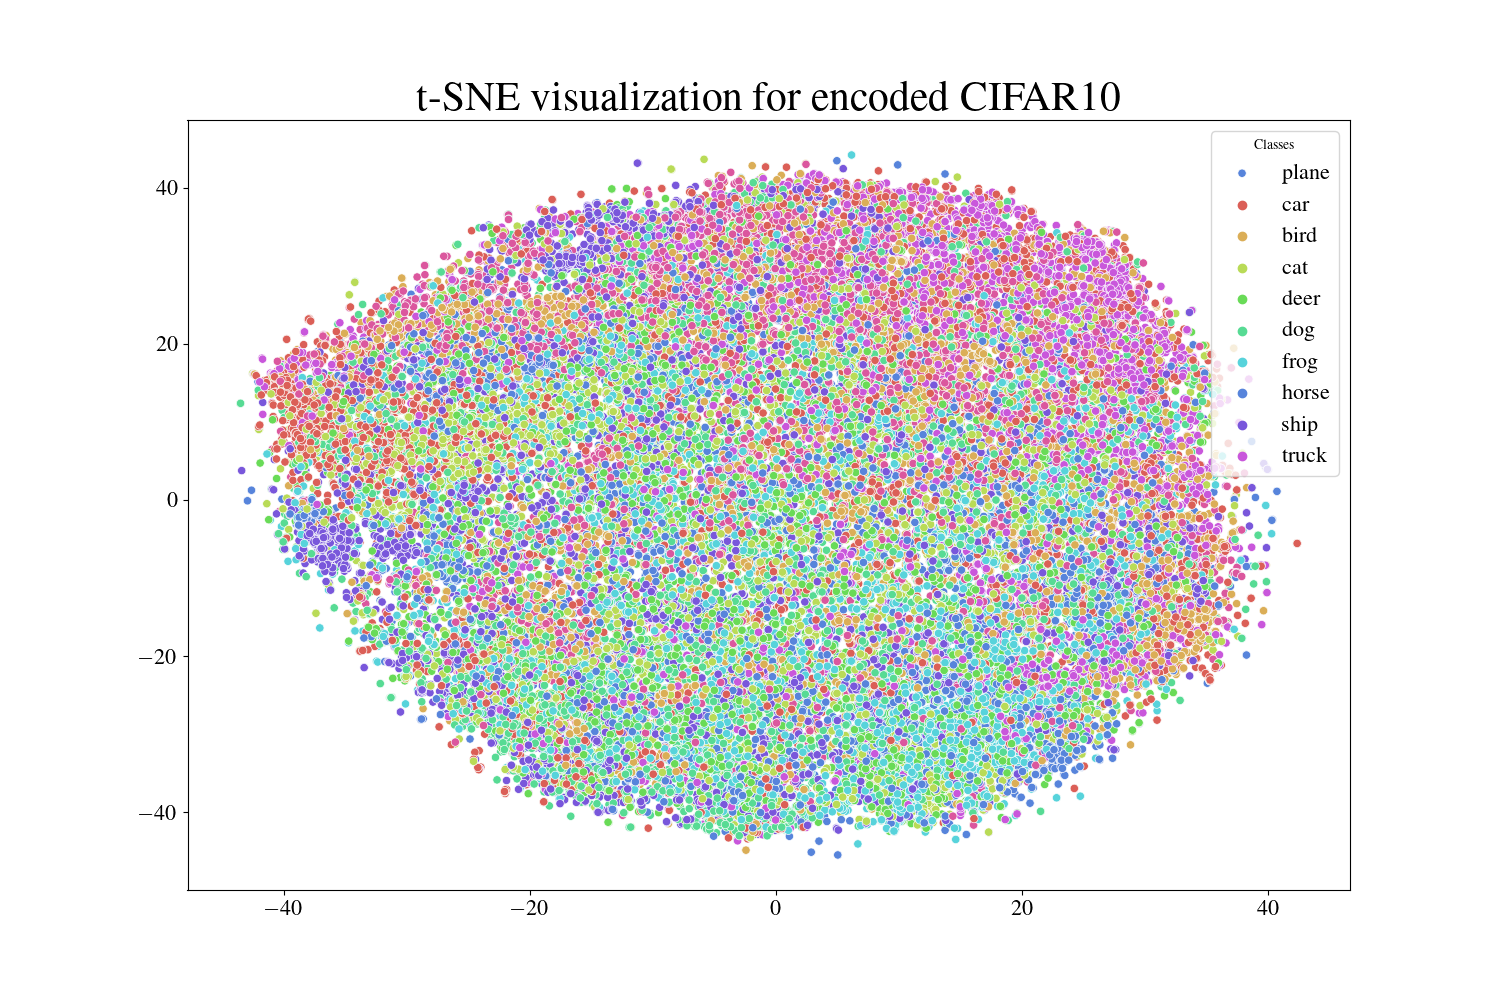 t-SNE visualization for encoded CIFAR10
Classes
plane
car
bird
cat
deer
dog
frog
horse
ship
truck
40
20
0
−20
−40
−40
−20
0
20
40